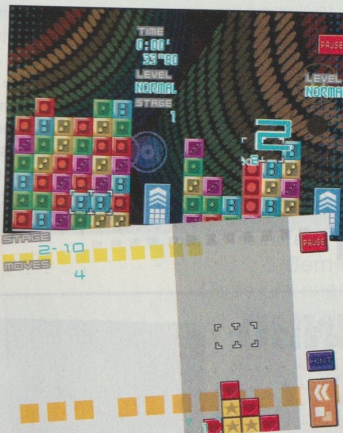 TIME
0:00'
33"80
LEVEL
NORMAL
STAGE
1
PAUSE
LEVEL
NORMAL
2
STAGE
2-10
MOVES
4
PAUSE
HINT